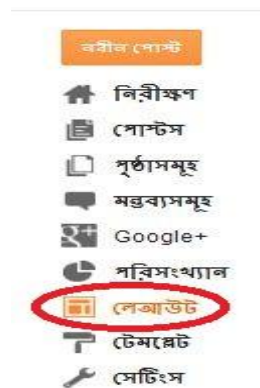 নবীন পোস্ট
নিরীক্ষণ
পোস্টস
পৃষ্ঠাসমূহ
মন্তব্যসমূহ
Google+
পরিসংখ্যান
লেআউট
টেমপ্লেট
সেটিংস